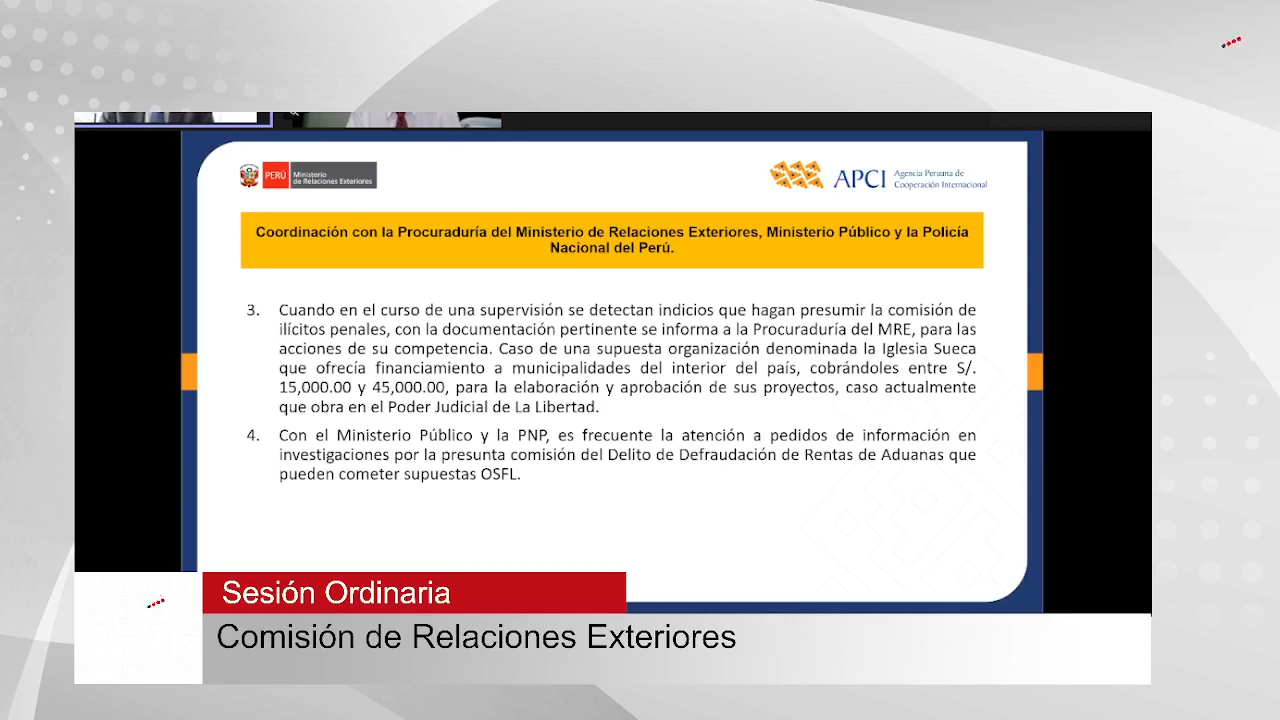 PERÚ
Ministerio
de Relaciones Exteriores
APCI
Agencia Peruana de
Cooperación Internacional
Coordinación con la Procuraduría del Ministerio de Relaciones Exteriores, Ministerio Público y la Policía
Nacional del Perú.
3. Cuando en el curso de una supervisión se detectan indicios que hagan presumir la comisión de
ilícitos penales, con la documentación pertinente se informa a la Procuraduría del MRE, para las
acciones de su competencia. Caso de una supuesta organización denominada la Iglesia Sueca
que ofrecía financiamiento a municipalidades del interior del país, cobrándoles entre S/.
15,000.00 y 45,000.00, para la elaboración y aprobación de sus proyectos, caso actualmente
que obra en el Poder Judicial de La Libertad.
4. Con el Ministerio Público y la PNP, es frecuente la atención a pedidos de información en
investigaciones por la presunta comisión del Delito de Defraudación de Rentas de Aduanas que
pueden cometer supuestas OSFL.
Sesión Ordinaria
Comisión de Relaciones Exteriores